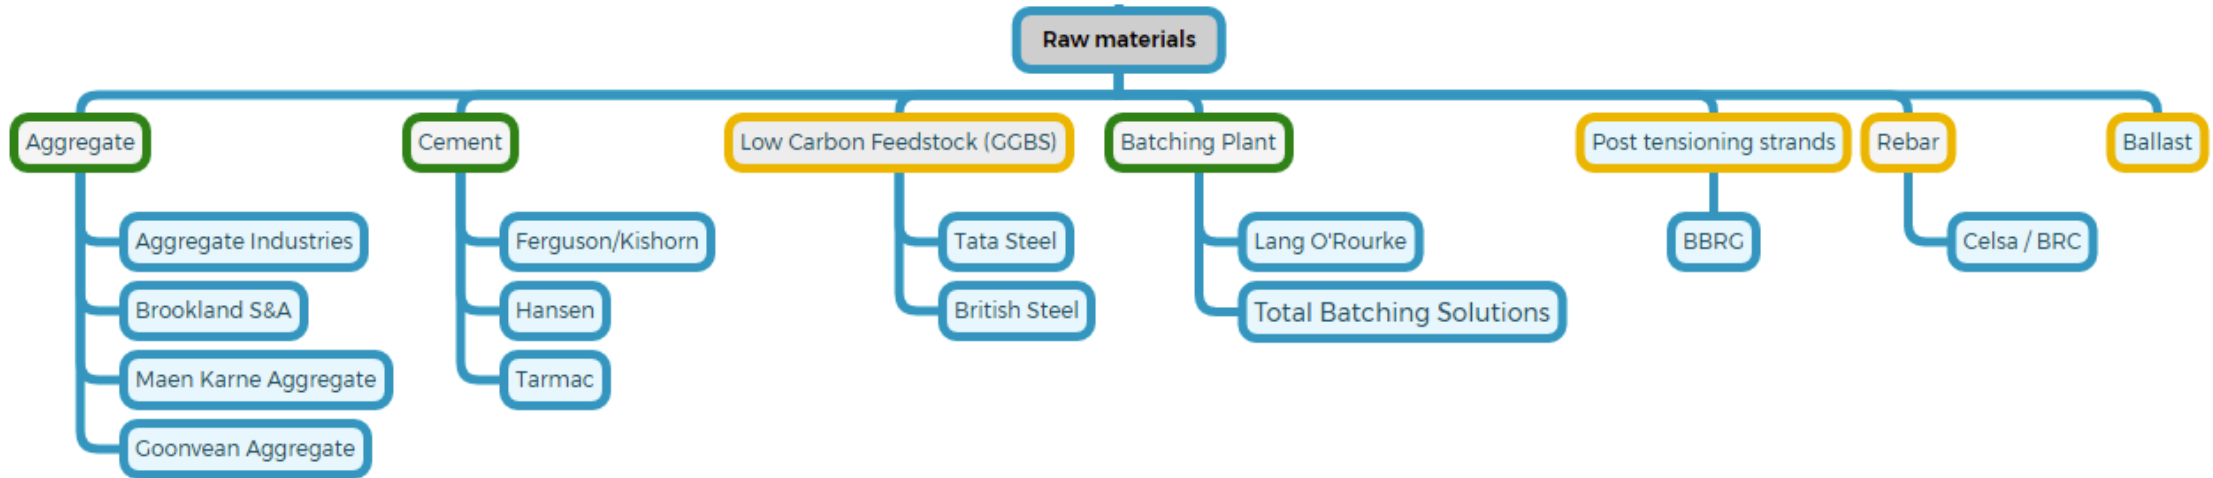 Raw materials
Aggregate
Cement
Low Carbon Feedstock (GGBS)
Batching Plant
Post tensioning strands
Rebar
Ballast
Aggregate Industries
Ferguson/Kishorn
Tata Steel
Lang O'Rourke
BBRG
Celsa / BRC
Brookland S&A
Hansen
British Steel
Total Batching Solutions
Maen Karne Aggregate
Tarmac
Goonvean Aggregate